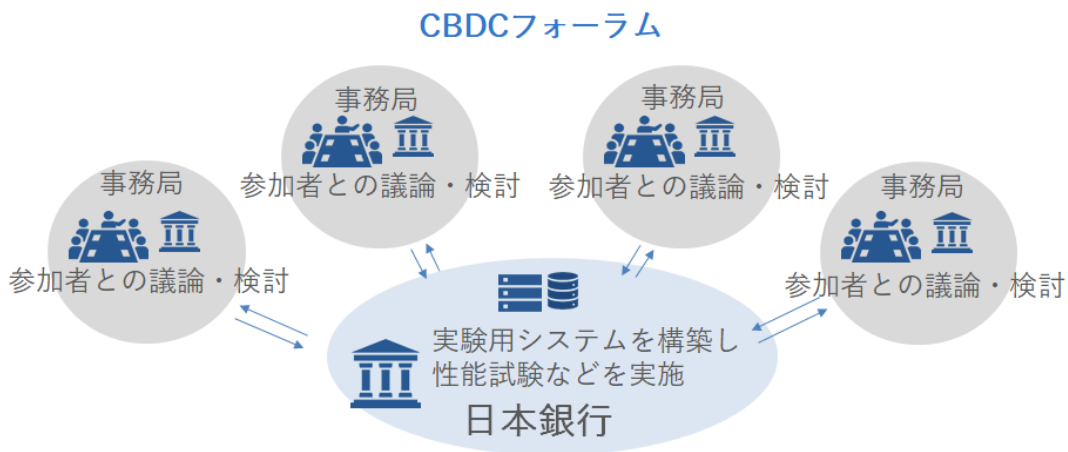 CBDCフォーラム
事務局
参加者との議論・検討
事務局
参加者との議論・検討
事務局
参加者との議論・検討
事務局
参加者との議論・検討
実験用システムを構築し
性能試験などを実施
日本銀行